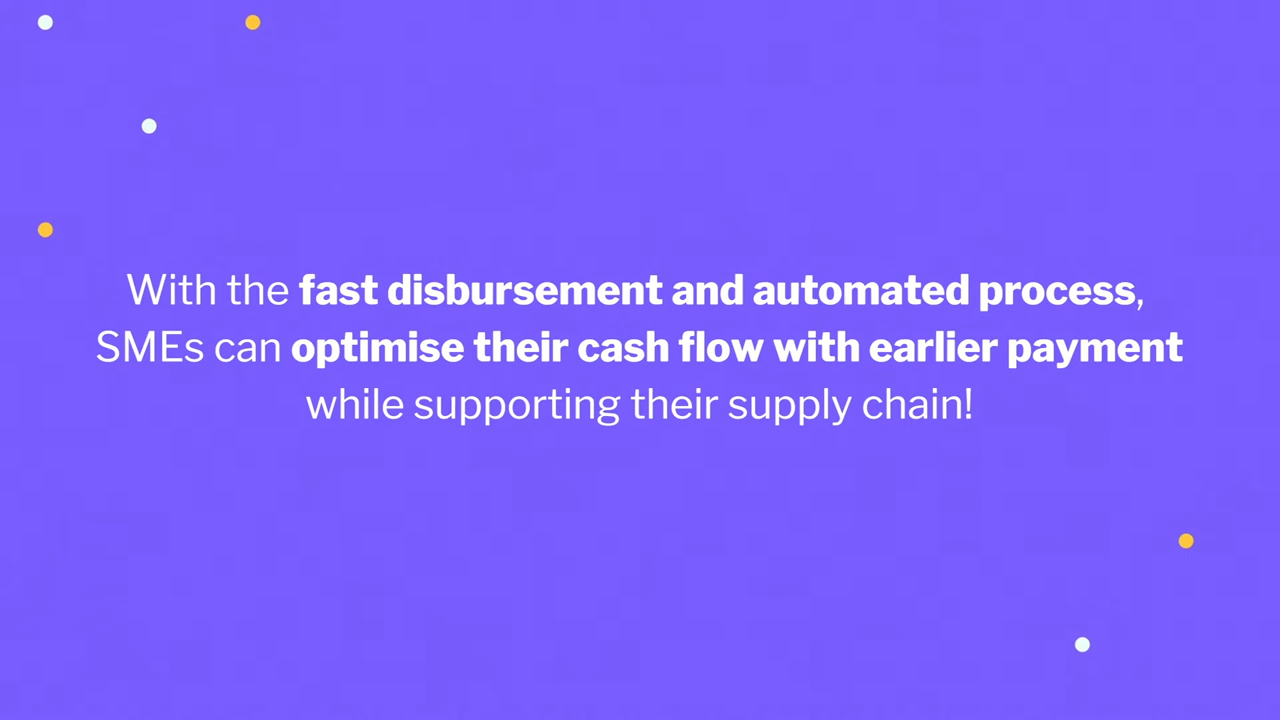 With the fast disbursement and automated process,
SMEs can optimise their cash flow with earlier payment
while supporting their supply chain!